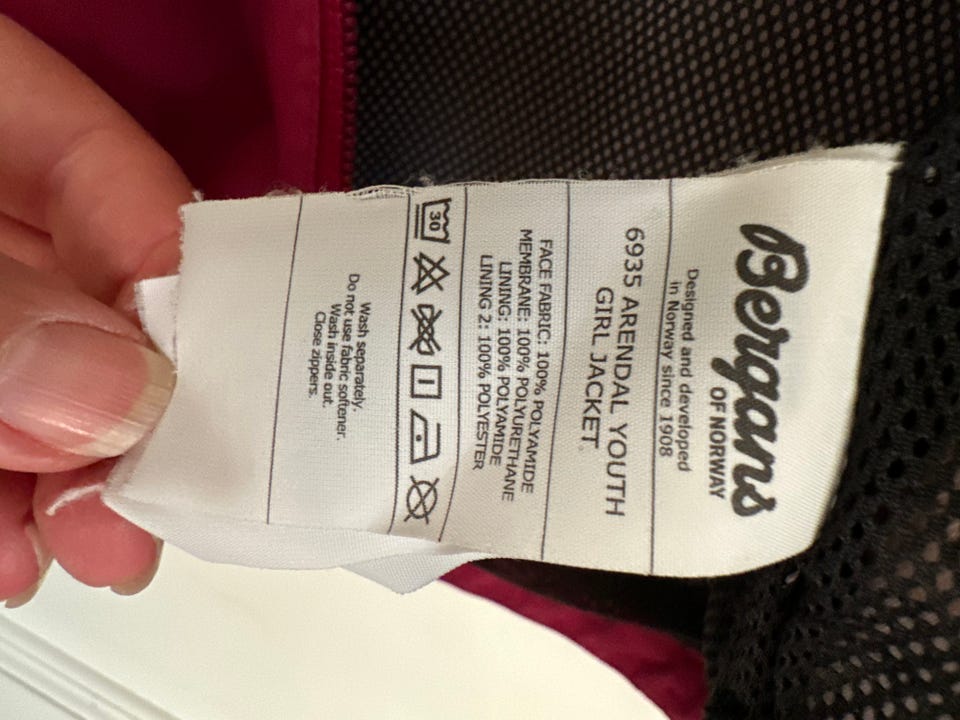 Bergans
OF NORWAY
Designed and developed
in Norway since 1908
6935 ARENDAL YOUTH
GIRL JACKET
FACE FABRIC: 100% POLYAMIDE
MEMBRANE: 100% POLYURETHANE
LINING: 100% POLYAMIDE
LINING 2: 100% POLYESTER
30
Wash separately.
Do not use fabric softener.
Wash inside out.
Close zippers.